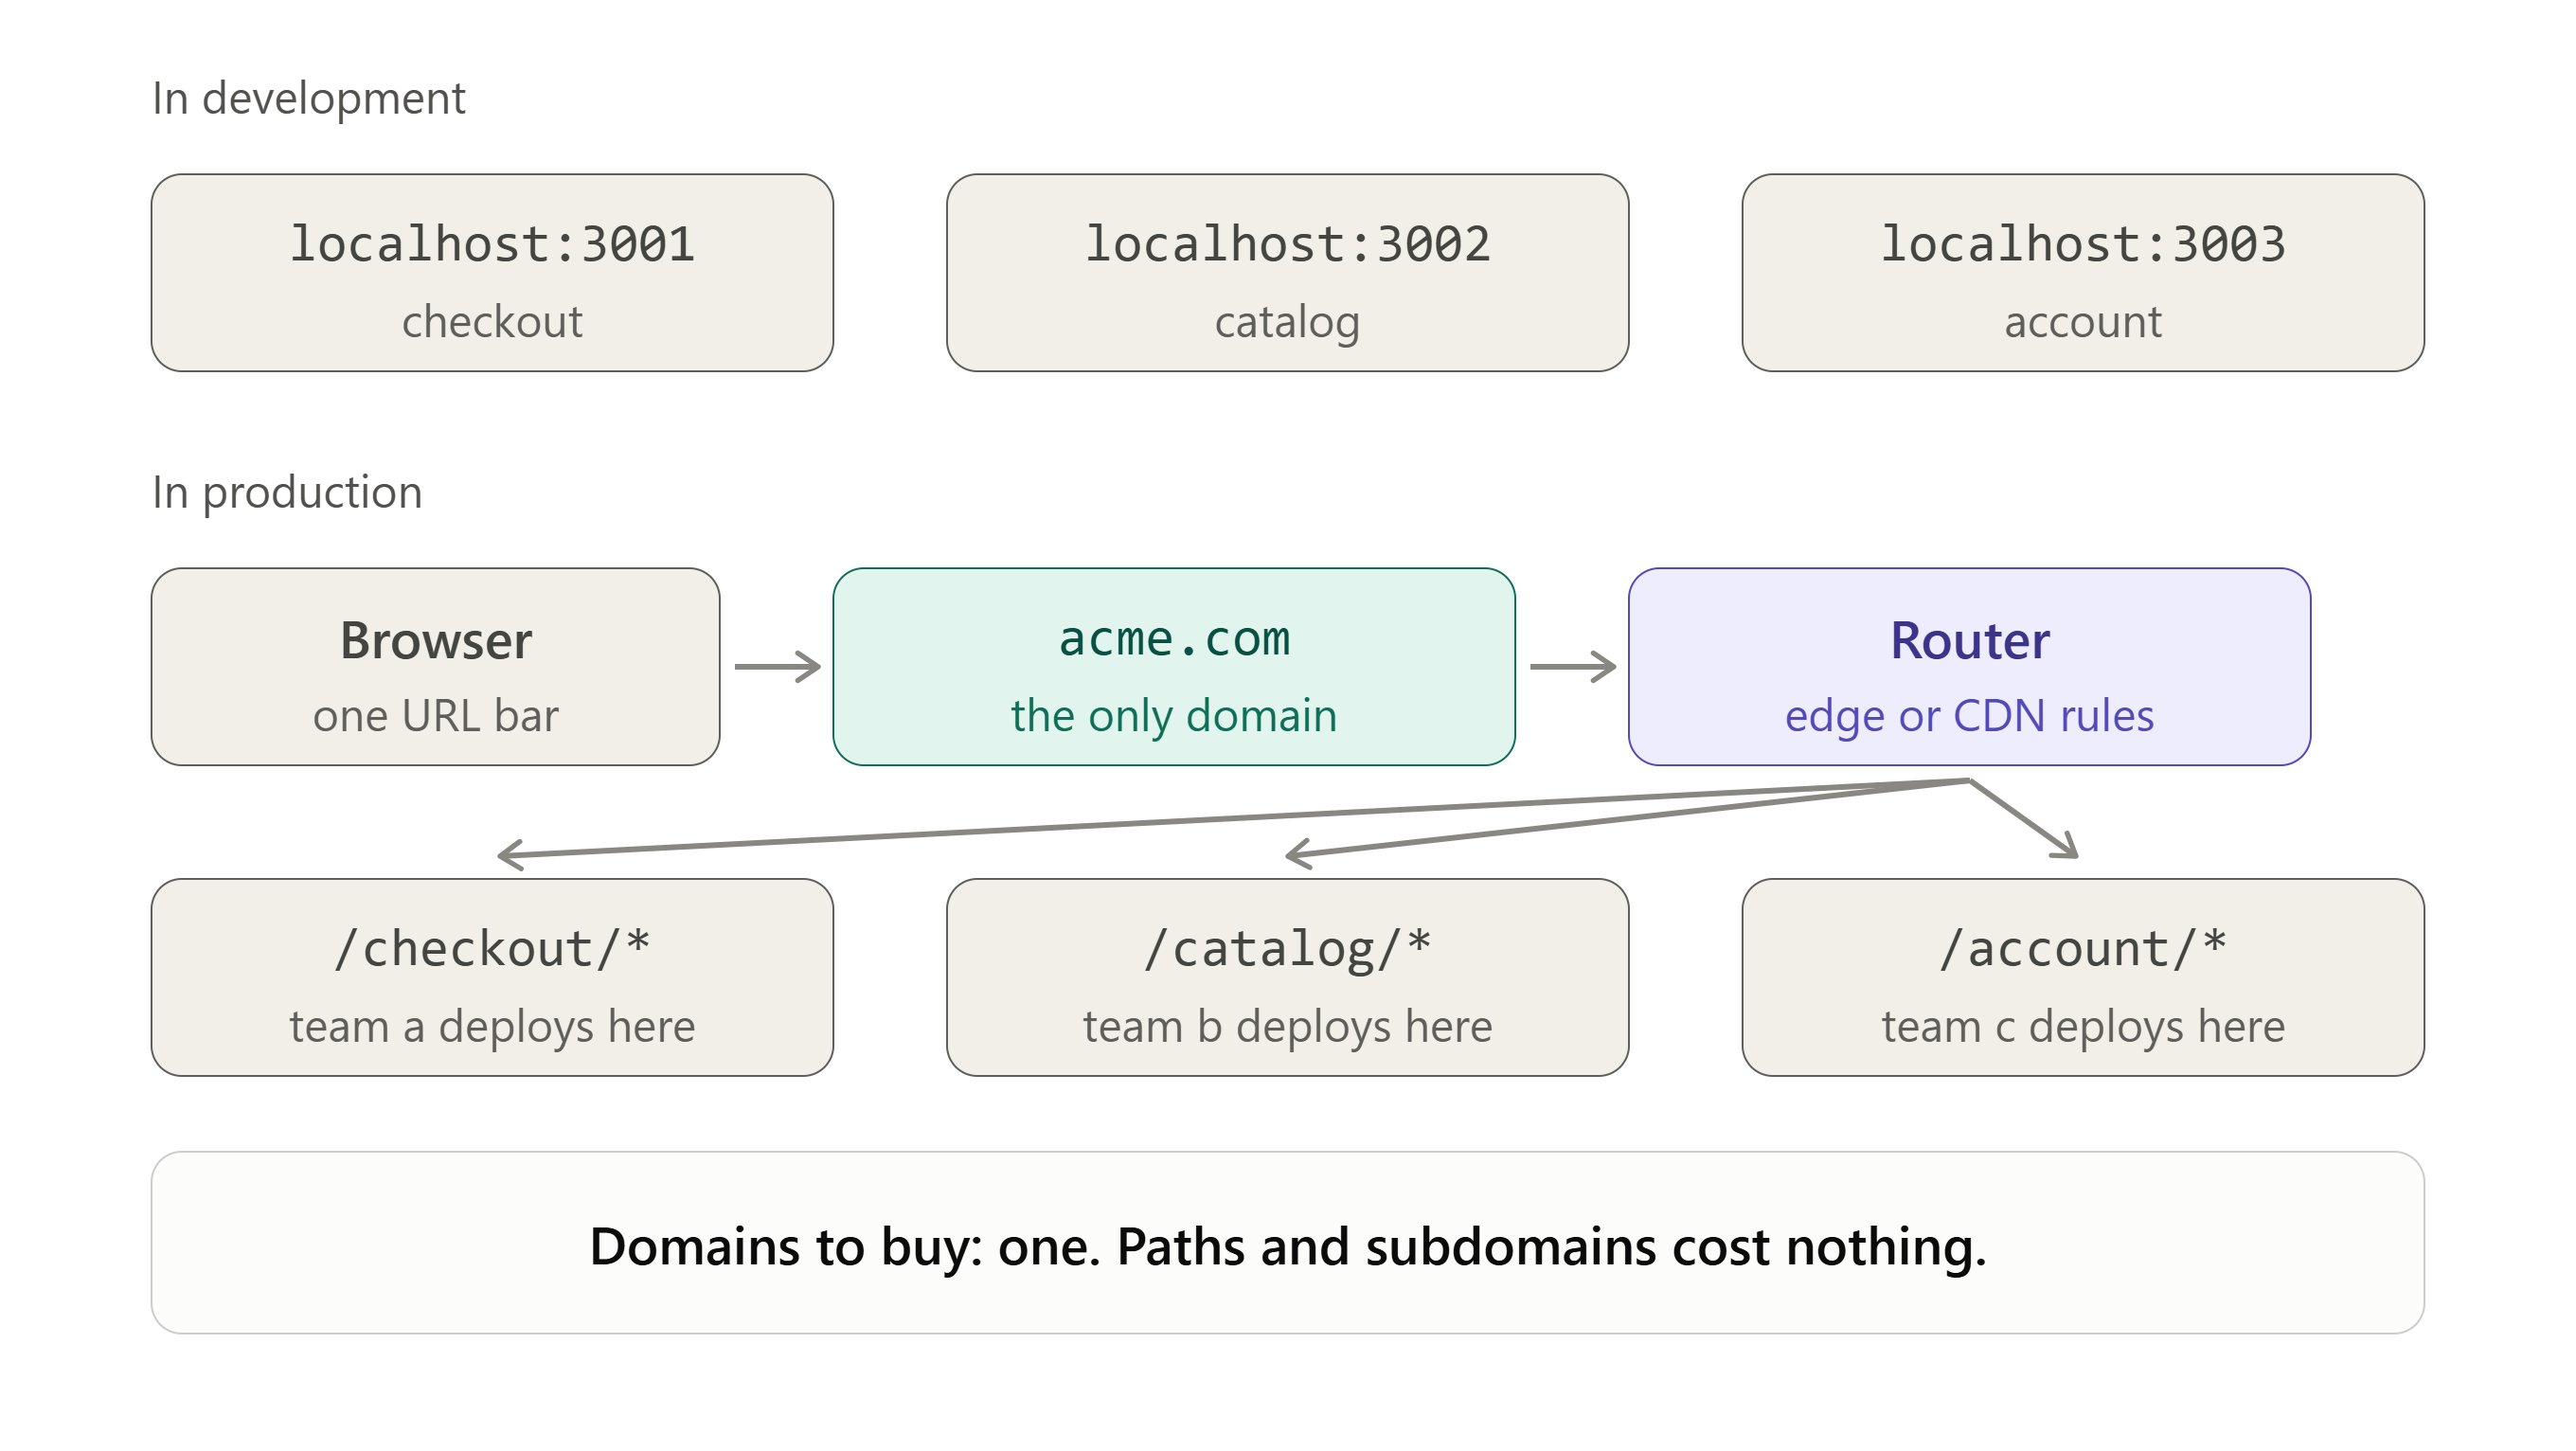 In development
localhost:3001
checkout
localhost:3002
catalog
localhost:3003
account
In production
Browser
one URL bar
acme.com
the only domain
Router
edge or CDN rules
/checkout/*
team a deploys here
/catalog/*
team b deploys here
/account/*
team c deploys here
Domains to buy: one. Paths and subdomains cost nothing.